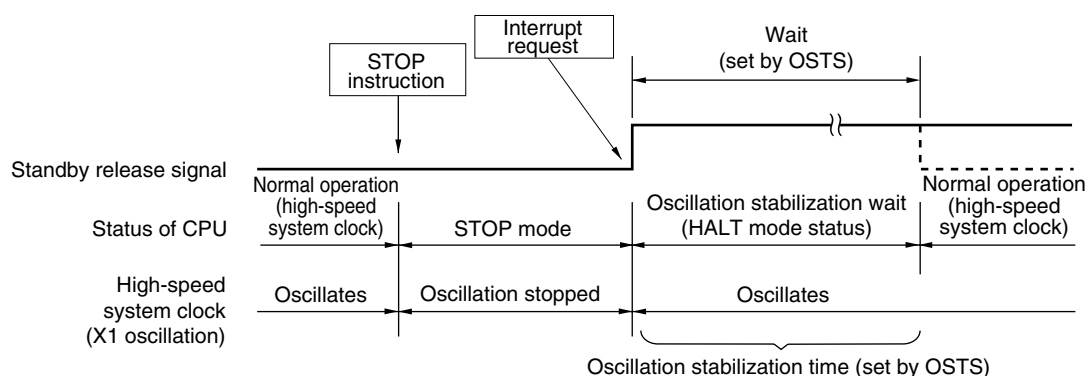 Interrupt
request
Wait
(set by OSTS)
STOP
instruction
Standby release signal
Normal operation
(high-speed
system clock)
Oscillation stabilization wait
(HALT mode status)
Normal operation
(high-speed
system clock)
Status of CPU
STOP mode
High-speed
system clock
(X1 oscillation)
Oscillates
Oscillation stopped
Oscillates
Oscillation stabilization time (set by OSTS)